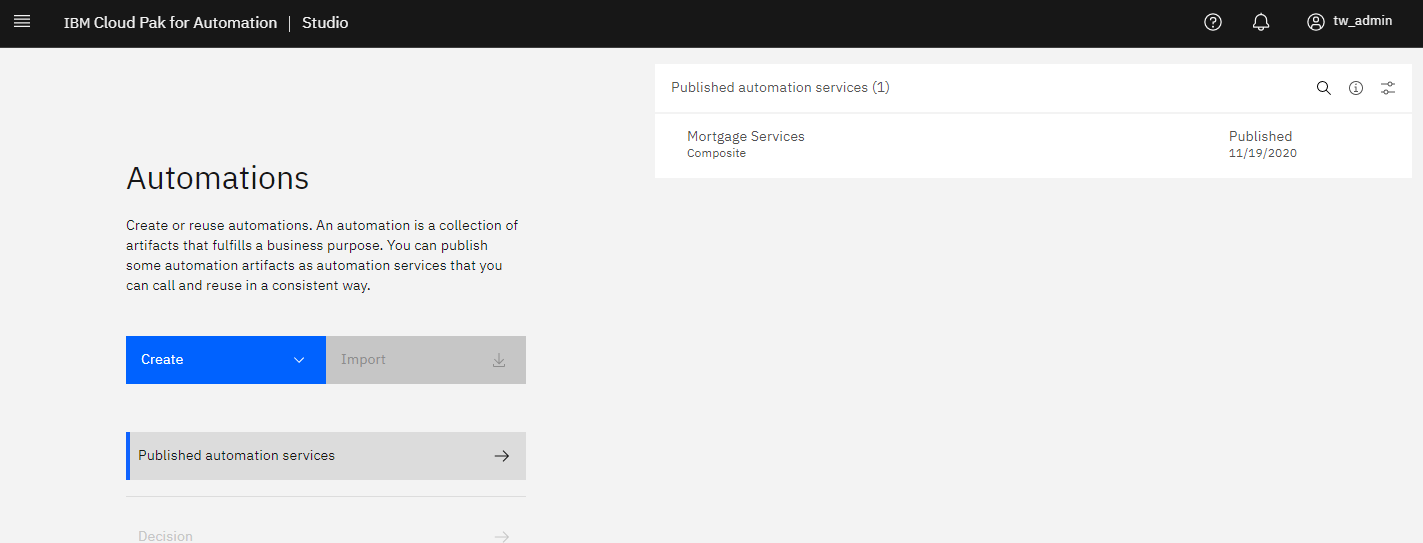 IBM Cloud Pak for Automation | Studio
tw_admin
Automations
Create or reuse automations. An automation is a collection of
artifacts that fulfills a business purpose. You can publish
some automation artifacts as automation services that you
can call and reuse in a consistent way.
Create
Import
Published automation services
Decision
Published automation services (1)
Mortgage Services
Composite
Published
11/19/2020